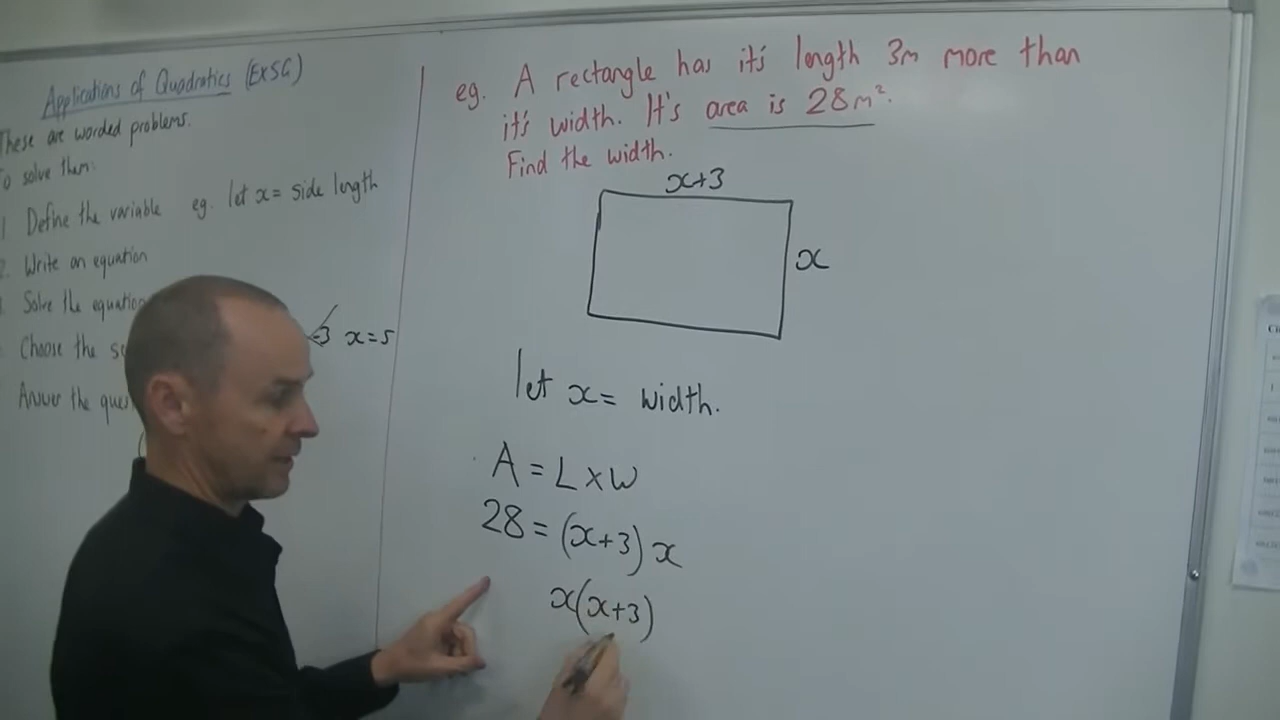 Applications of Quadratics (Ex5G)
These are worded problems.
To solve them:
1 Define the variable eg. let x = side length
2. Write an equation
Solve the equation
Choose the
-3 x=5
Answer the
eg. A rectangle has it's length 3m more than
it's width. It's area is 28m².
Find the width.
x+3
x
let x = width.
A = L x W
28 = (x+3) x
x(x+3)